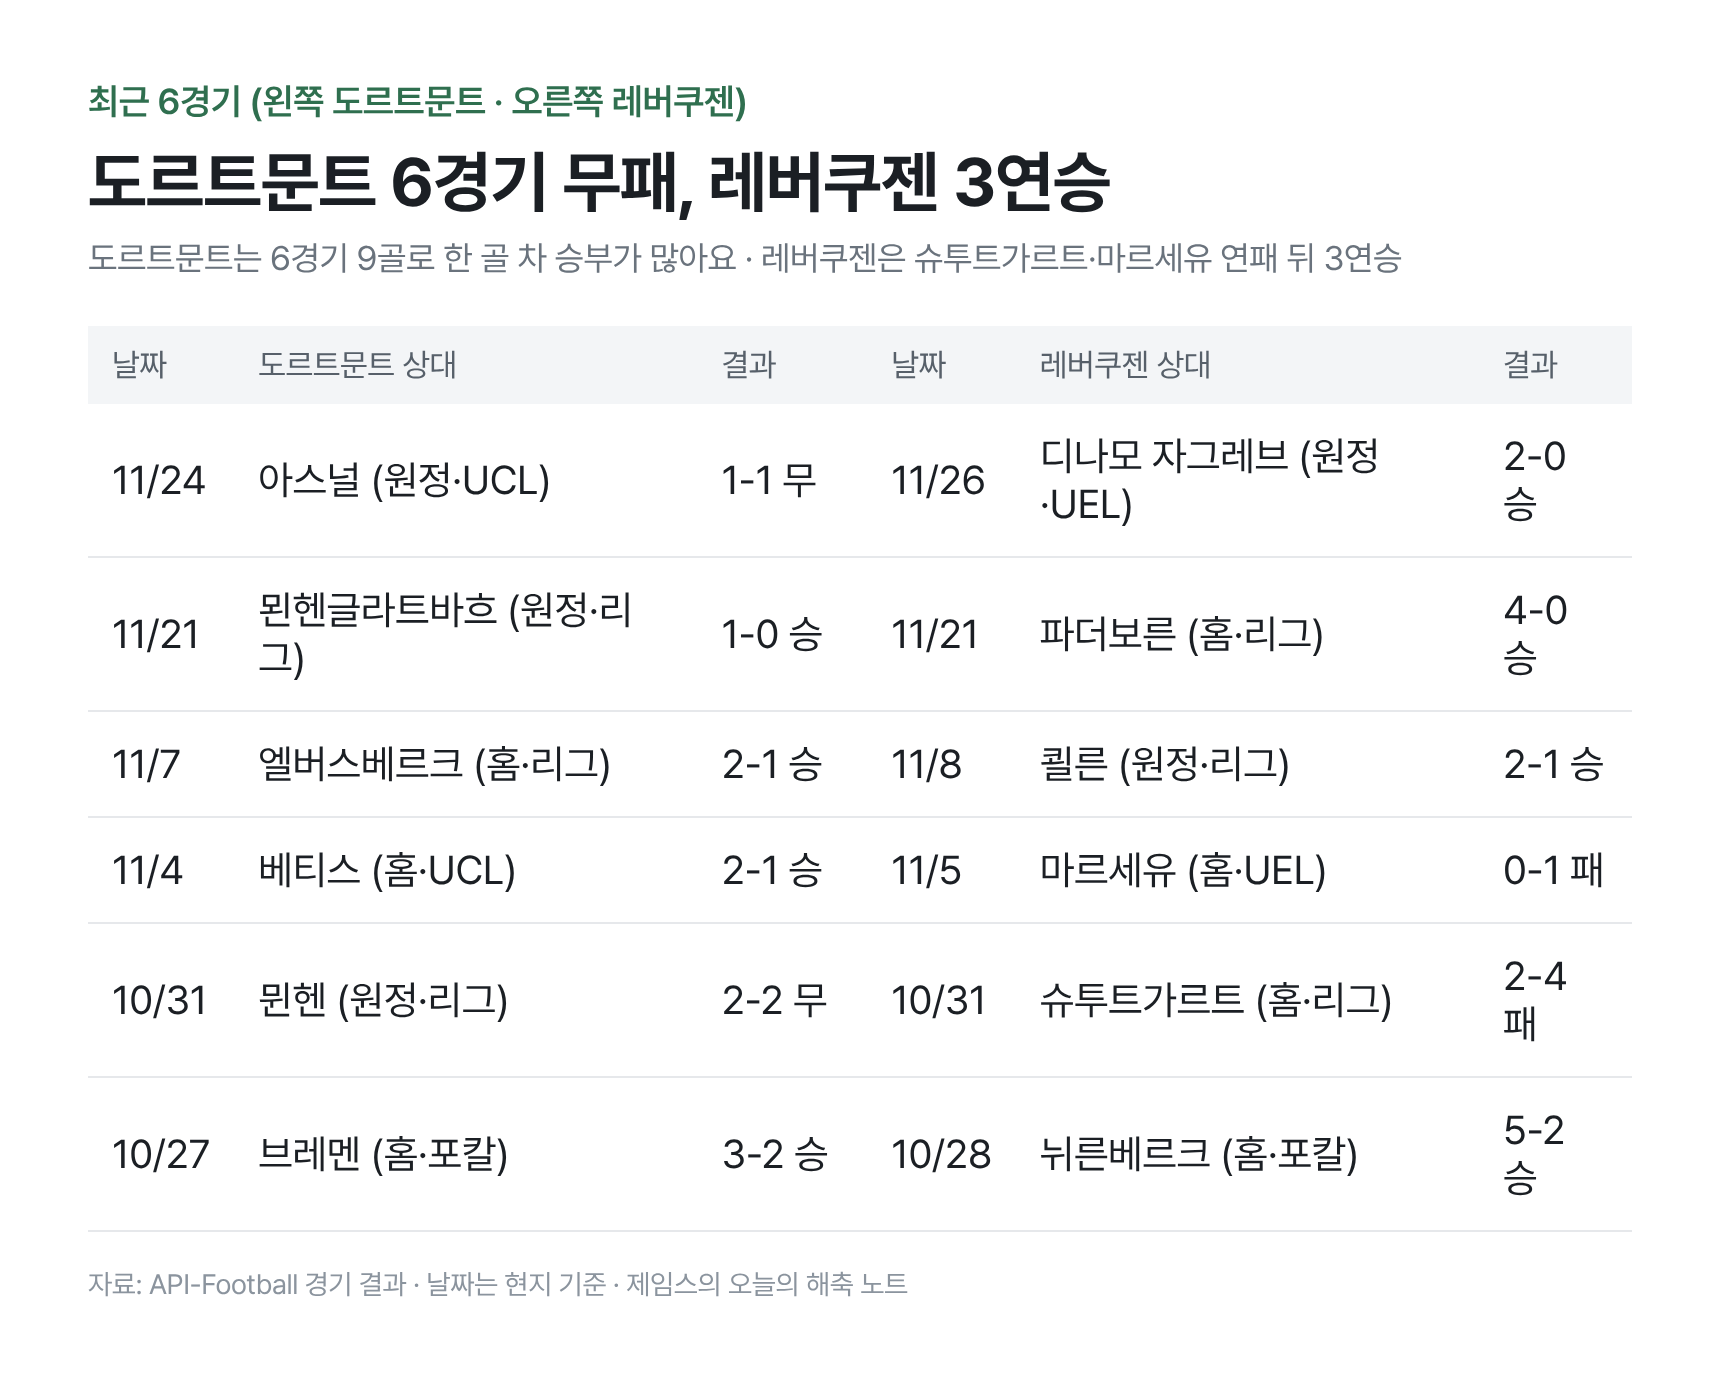 최근 6경기 (왼쪽 도르트문트 · 오른쪽 레버쿠젠)
도르트문트 6경기 무패, 레버쿠젠 3연승
도르트문트는 6경기 9골로 한 골 차 승부가 많아요 · 레버쿠젠은 슈투트가르트·마르세유 연패 뒤 3연승
날짜 도르트문트 상대 결과 날짜 레버쿠젠 상대 결과
11/24 아스널 (원정·UCL) 1-1 무 11/26 디나모 자그레브 (원정
·UEL) 2-0
승
11/21 묀헨글라트바흐 (원정·리
그) 1-0 승 11/21 파더보른 (홈·리그) 4-0
승
11/7 엘버스베르크 (홈·리그) 2-1 승 11/8 쾰른 (원정·리그) 2-1 승
11/4 베티스 (홈·UCL) 2-1 승 11/5 마르세유 (홈·UEL) 0-1 패
10/31 뮌헨 (원정·리그) 2-2 무 10/31 슈투트가르트 (홈·리그) 2-4
패
10/27 브레멘 (홈·포칼) 3-2 승 10/28 뉘른베르크 (홈·포칼) 5-2
승
자료: API-Football 경기 결과 · 날짜는 현지 기준 · 제임스의 오늘의 해축 노트